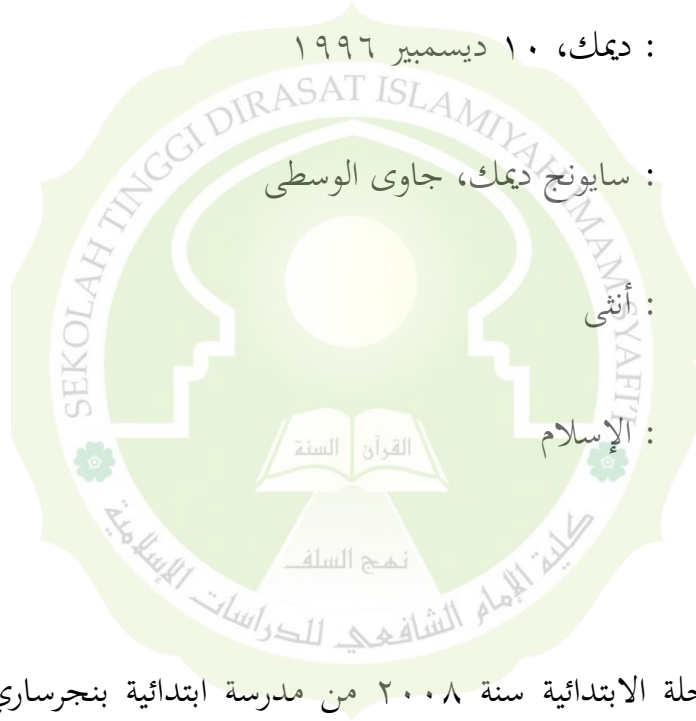 : ديمك، ١٠ ديسمبير ١٩٩٦
SEKOLAH TINGGI DIRASAT ISLAMIYAH IMAM SYAFI'I
: سايونج ديمك، جاوى الوسطى
: أنثى
: الإسلام
القرآن السنة
نهج السلف
كلية الإمام الشافعي للدراسات الإسلامية
الابتدائية سنة ٢٠٠٨ من مدرسة ابتدائية بنجرساري